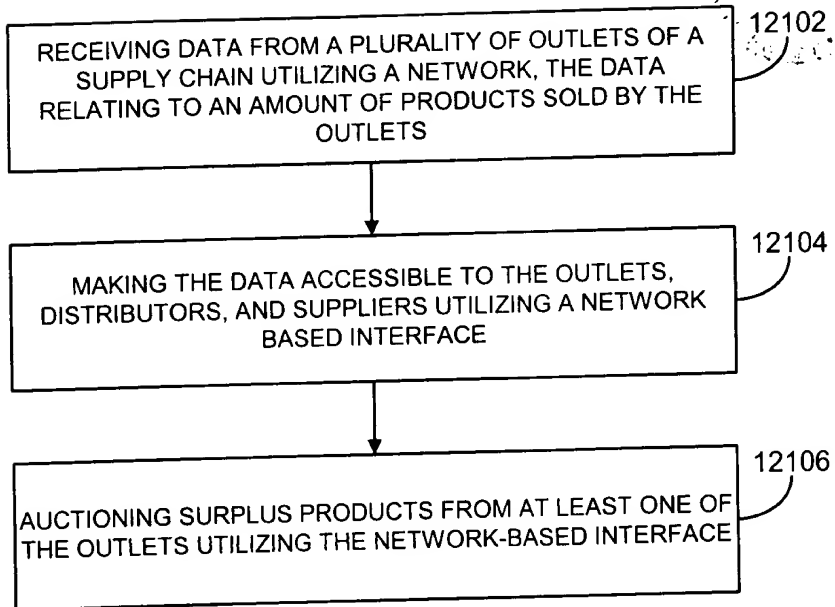 RECEIVING DATA FROM A PLURALITY OF OUTLETS OF A
SUPPLY CHAIN UTILIZING A NETWORK, THE DATA
RELATING TO AN AMOUNT OF PRODUCTS SOLD BY THE
OUTLETS
12102
MAKING THE DATA ACCESSIBLE TO THE OUTLETS,
DISTRIBUTORS, AND SUPPLIERS UTILIZING A NETWORK
BASED INTERFACE
12104
AUCTIONING SURPLUS PRODUCTS FROM AT LEAST ONE OF
THE OUTLETS UTILIZING THE NETWORK-BASED INTERFACE
12106